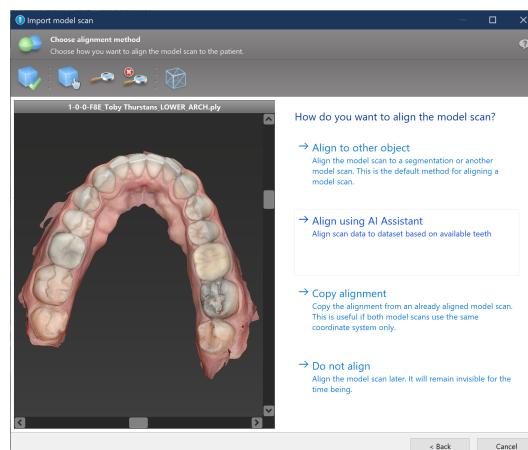 Import model scan
Choose alignment method
Choose how you want to align the model scan to the patient.
1-0-0-F8E_Toby Thurstans_LOWER_ARCH.ply
How do you want to align the model scan?
Align to other object
Align the model scan to a segmentation or another
model scan. This is the default method for aligning a
model scan.
Align using AI Assistant
Align scan data to dataset based on available teeth
Copy alignment
Copy the alignment from an already aligned model scan.
This is useful if both model scans use the same
coordinate system only.
Do not align
Align the model scan later. It will remain invisible for the
time being.
< Back
Cancel